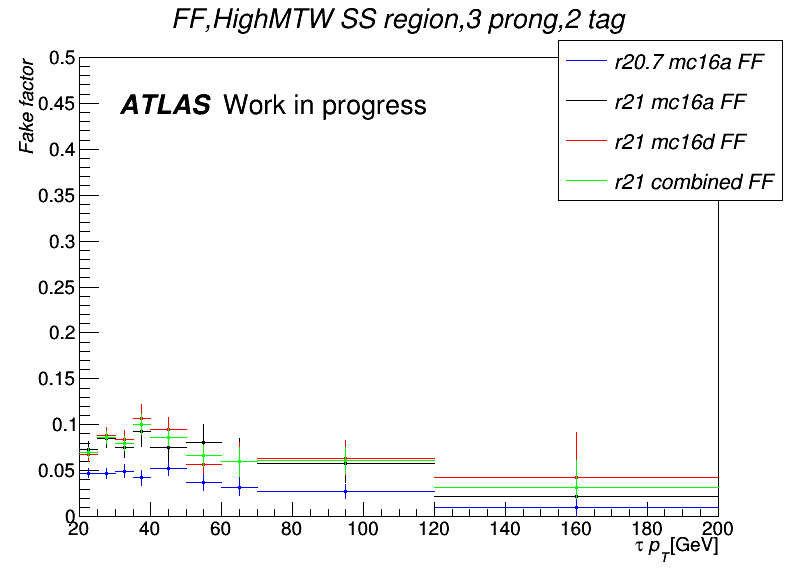 FF,HighMTW SS region,3 prong,2 tag
r20.7 mc16a FF
r21 mc16a FF
r21 mc16d FF
r21 combined FF
ATLAS Work in progress
Fake factor
0.5
0.45
0.4
0.35
0.3
0.25
0.2
0.15
0.1
0.05
0
20 40 60 80 100 120 140 160 180 200
τ p_T[GeV]